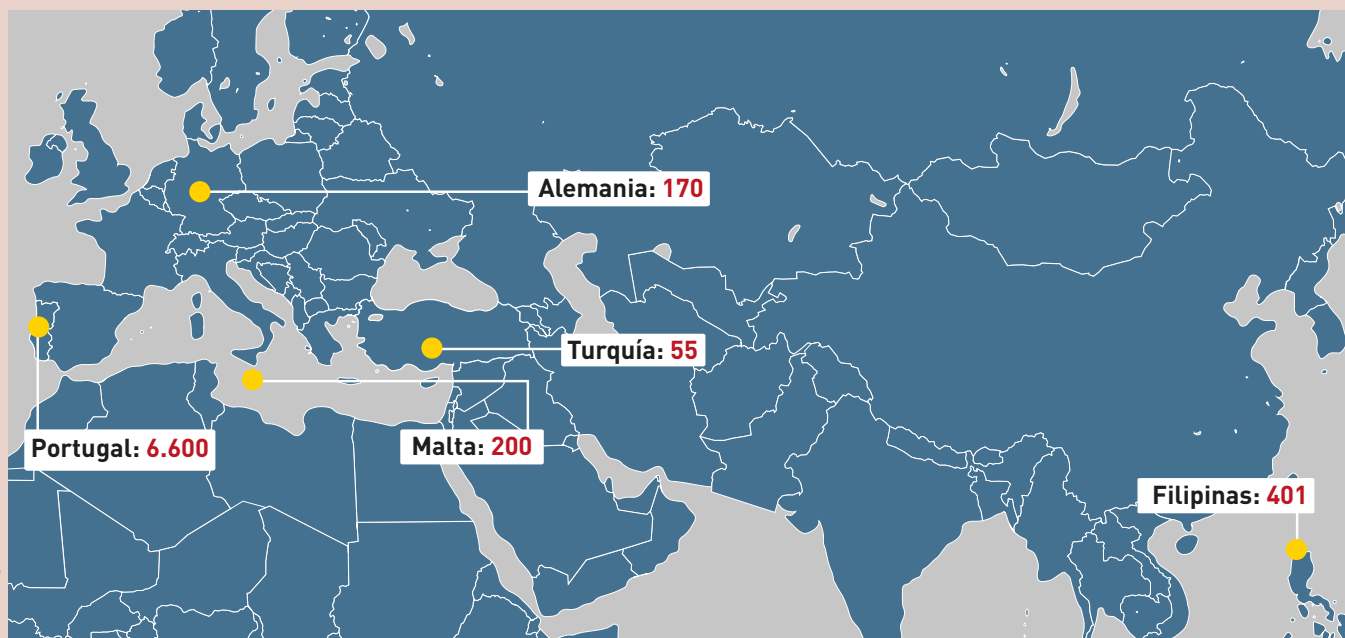 Alemania: 170
Turquía: 55
Portugal: 6.600
Malta: 200
Filipinas: 401